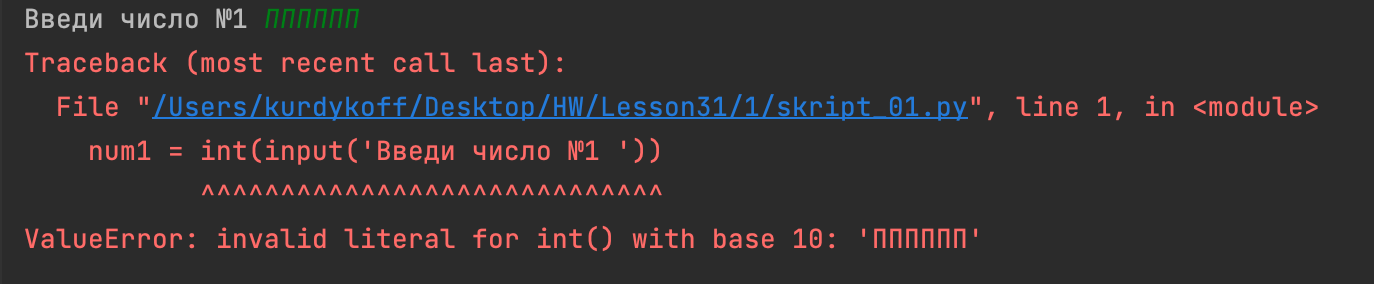 Введи число №1 ПППППП
Traceback (most recent call last):
File "/Users/kurdykoff/Desktop/HW/Lesson31/1/skript_01.py", line 1, in <module>
num1 = int(input('Введи число №1 '))
^^^^^^^^^^^^^^^^^^^^^^^^^^^^^
ValueError: invalid literal for int() with base 10: 'ПППППП'